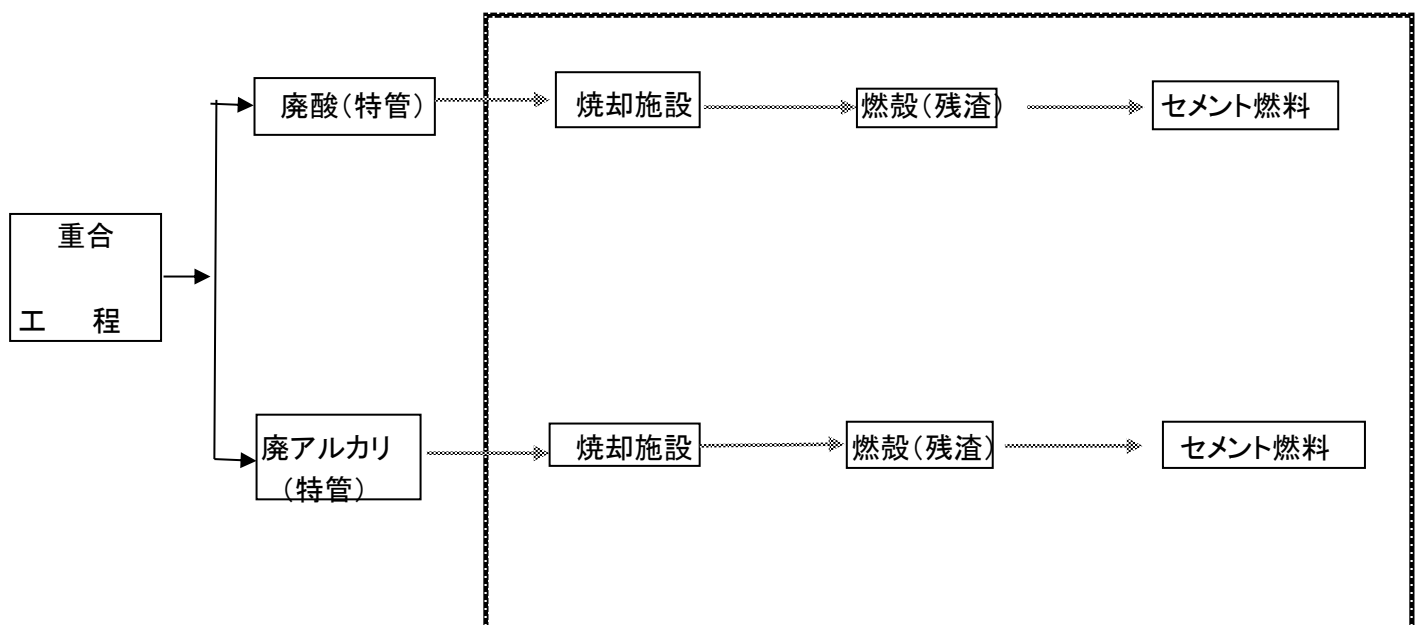 廃酸(特管)
焼却施設
燃殻(残渣)
セメント燃料
重合
工 程
廃アルカリ
(特管)
焼却施設
燃殻(残渣)
セメント燃料